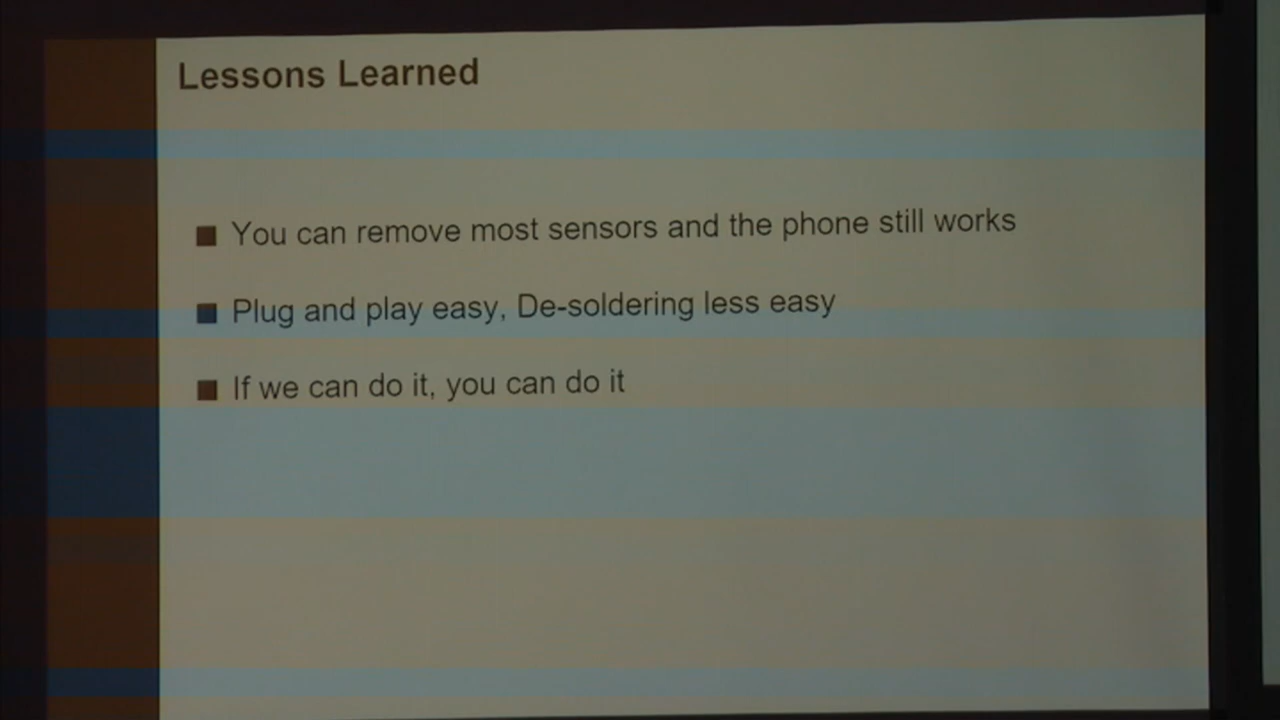 Lessons Learned
You can remove most sensors and the phone still works
Plug and play easy, De-soldering less easy
If we can do it, you can do it